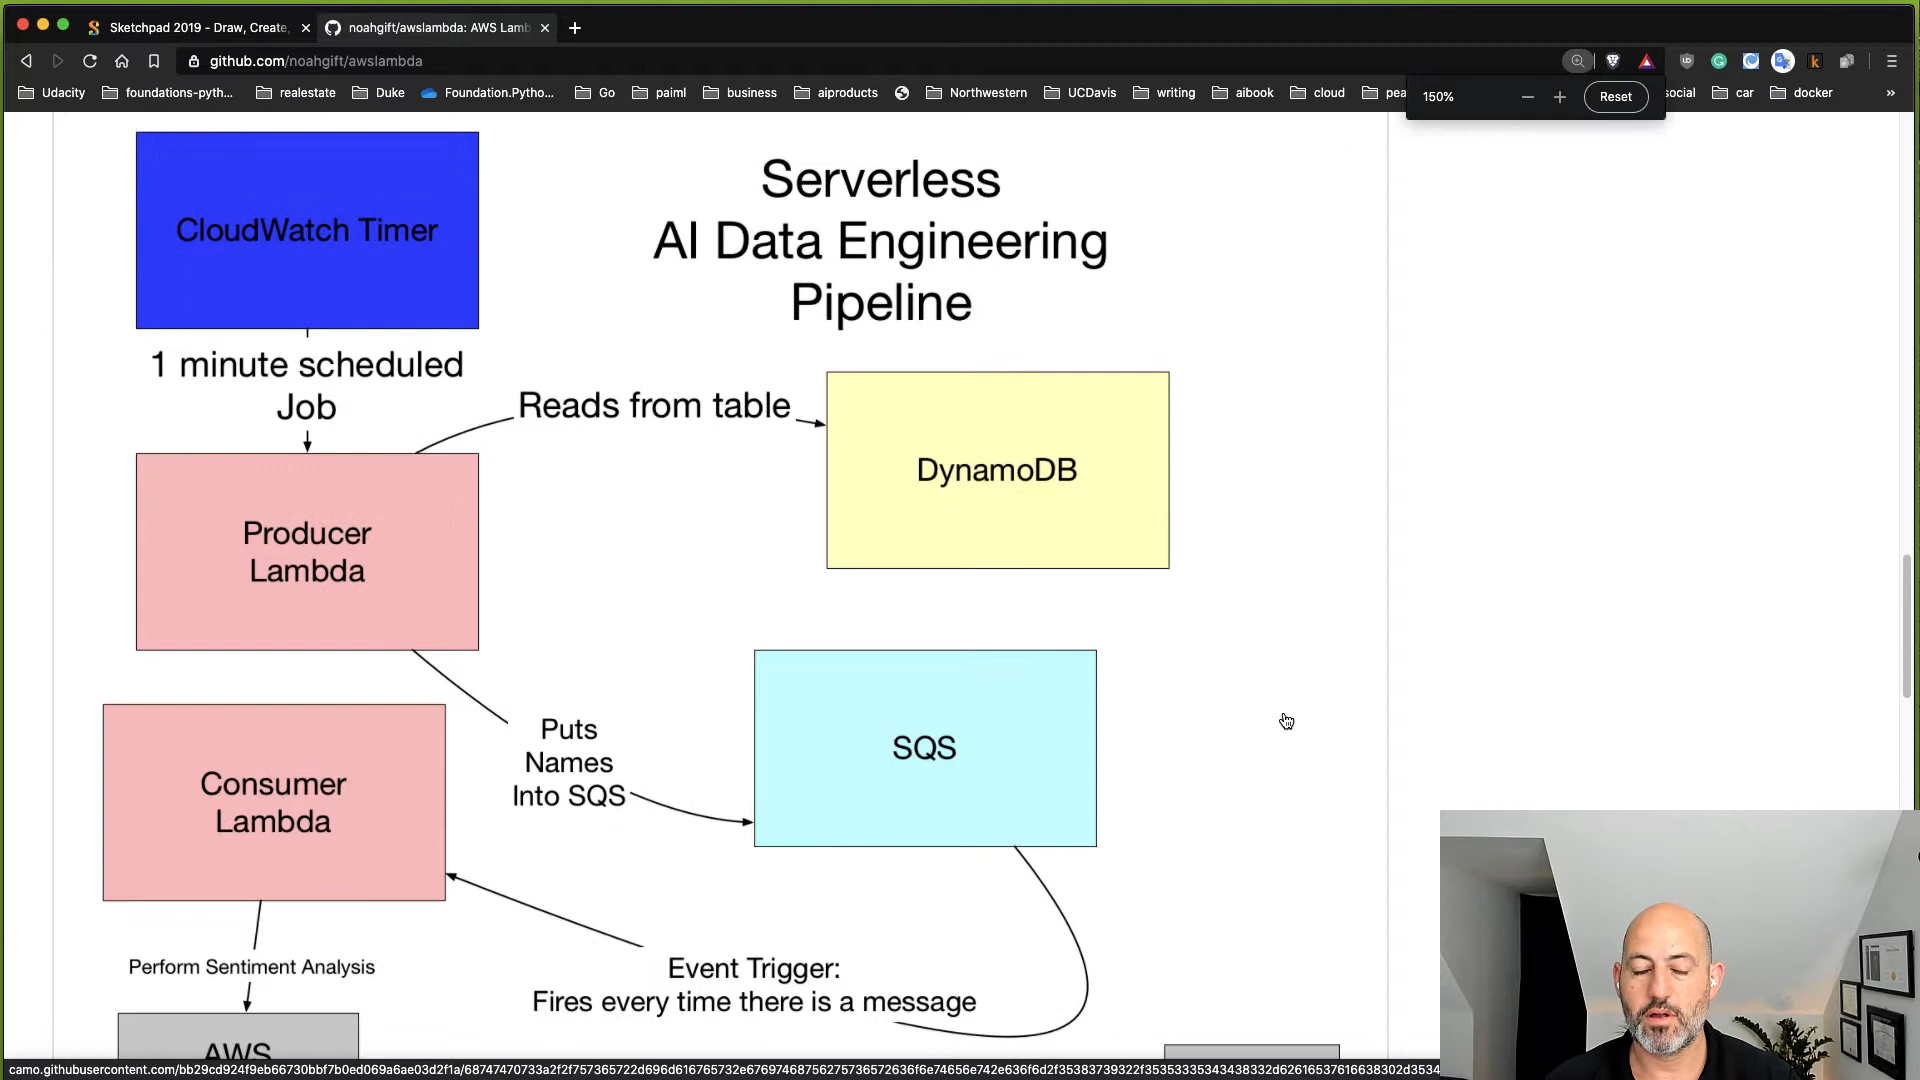 Sketchpad 2019 - Draw, Create,
noahgift/awslambda: AWS Lamb
github.com/noahgift/awslambda
Udacity
foundations-pyth...
realestate
Duke
Foundation.Pytho...
Go
paiml
business
aiproducts
Northwestern
UCDavis
writing
aibook
cloud
pea
social
car
docker
»
150%
Reset
CloudWatch Timer
Serverless
AI Data Engineering
Pipeline
1 minute scheduled
Job
Reads from table
DynamoDB
Producer
Lambda
Puts
Names
Into SQS
SQS
Consumer
Lambda
Perform Sentiment Analysis
Event Trigger:
Fires every time there is a message
AWS